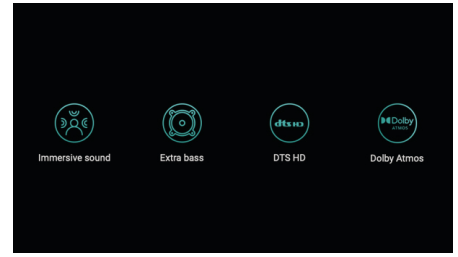 dts HD
Dolby
ATMOS
Immersive sound
Extra bass
DTS HD
Dolby Atmos